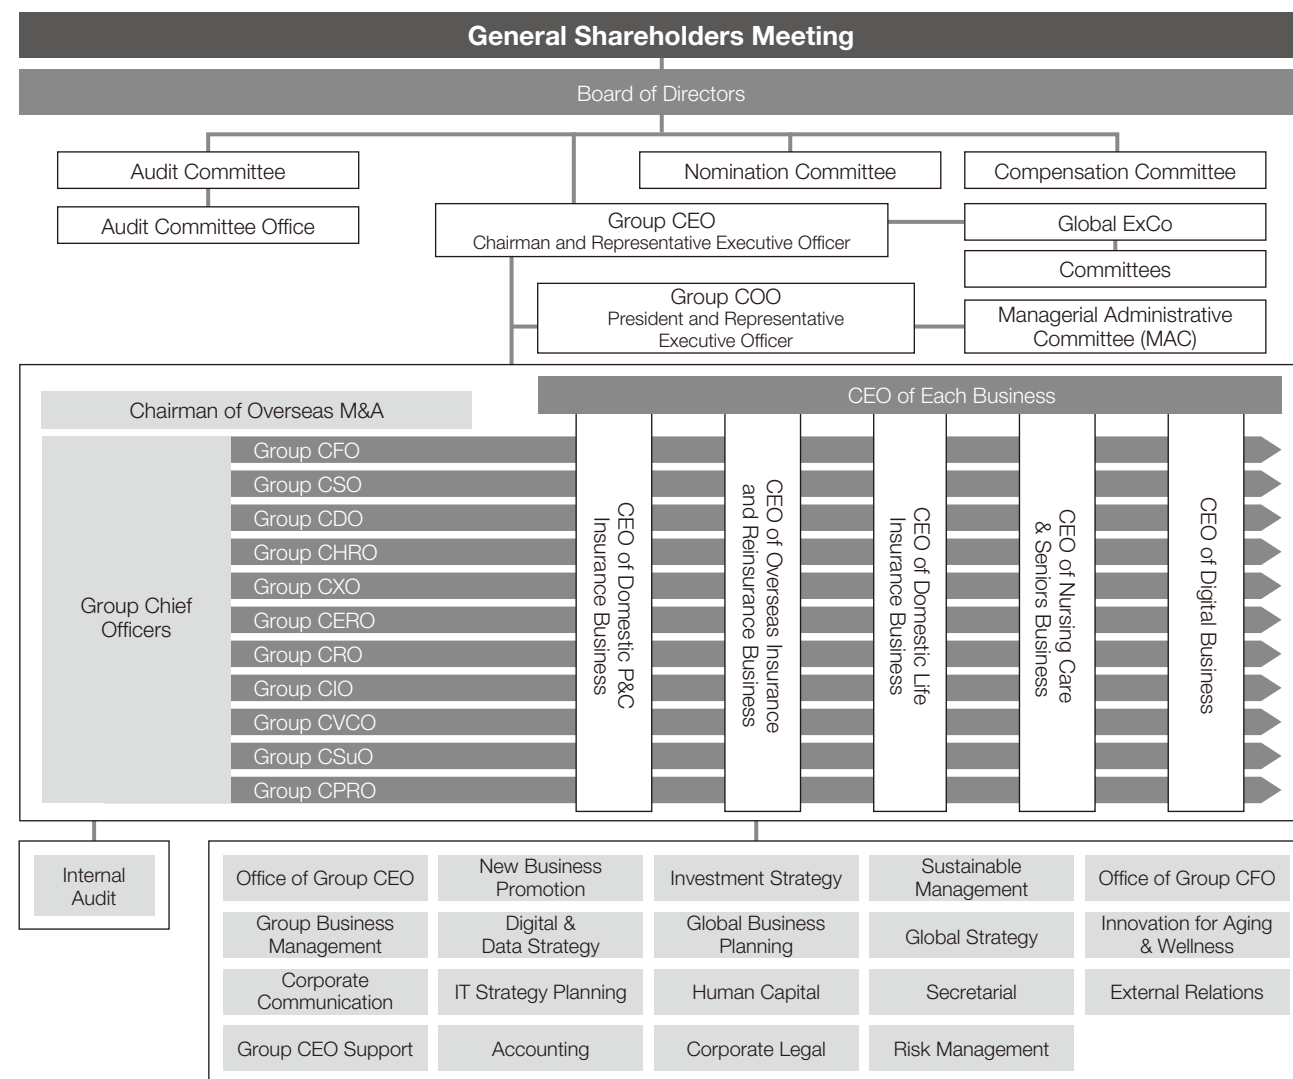 General Shareholders Meeting
Board of Directors
Audit Committee
Nomination Committee
Compensation Committee
Audit Committee Office
Group CEO
Chairman and Representative Executive Officer
Global ExCo
Committees
Group COO
President and Representative
Executive Officer
Managerial Administrative
Committee (MAC)
Chairman of Overseas M&A
CEO of Each Business
Group Chief
Officers
Group CFO
Group CSO
Group CDO
Group CHRO
Group CXO
Group CERO
Group CRO
Group CIO
Group CVCO
Group CSuO
Group CPRO
CEO of Domestic P&C
Insurance Business
CEO of Overseas Insurance
and Reinsurance Business
CEO of Domestic Life
Insurance Business
CEO of Nursing Care
& Seniors Business
CEO of Digital Business
Internal
Audit
Office of Group CEO
New Business
Promotion
Investment Strategy
Sustainable
Management
Office of Group CFO
Group Business
Management
Digital &
Data Strategy
Global Business
Planning
Global Strategy
Innovation for Aging
& Wellness
Corporate
Communication
IT Strategy Planning
Human Capital
Secretarial
External Relations
Group CEO Support
Accounting
Corporate Legal
Risk Management